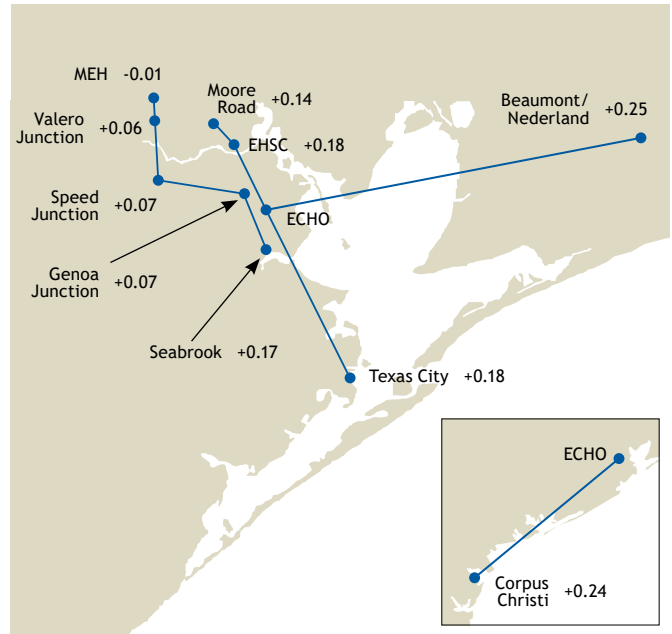 MEH -0.01
Moore
Road +0.14
Beaumont/
Nederland +0.25
Valero
Junction +0.06
EHSC +0.18
Speed
Junction +0.07
ECHO
Genoa
Junction +0.07
Seabrook +0.17
Texas City +0.18
ECHO
Corpus
Christi +0.24